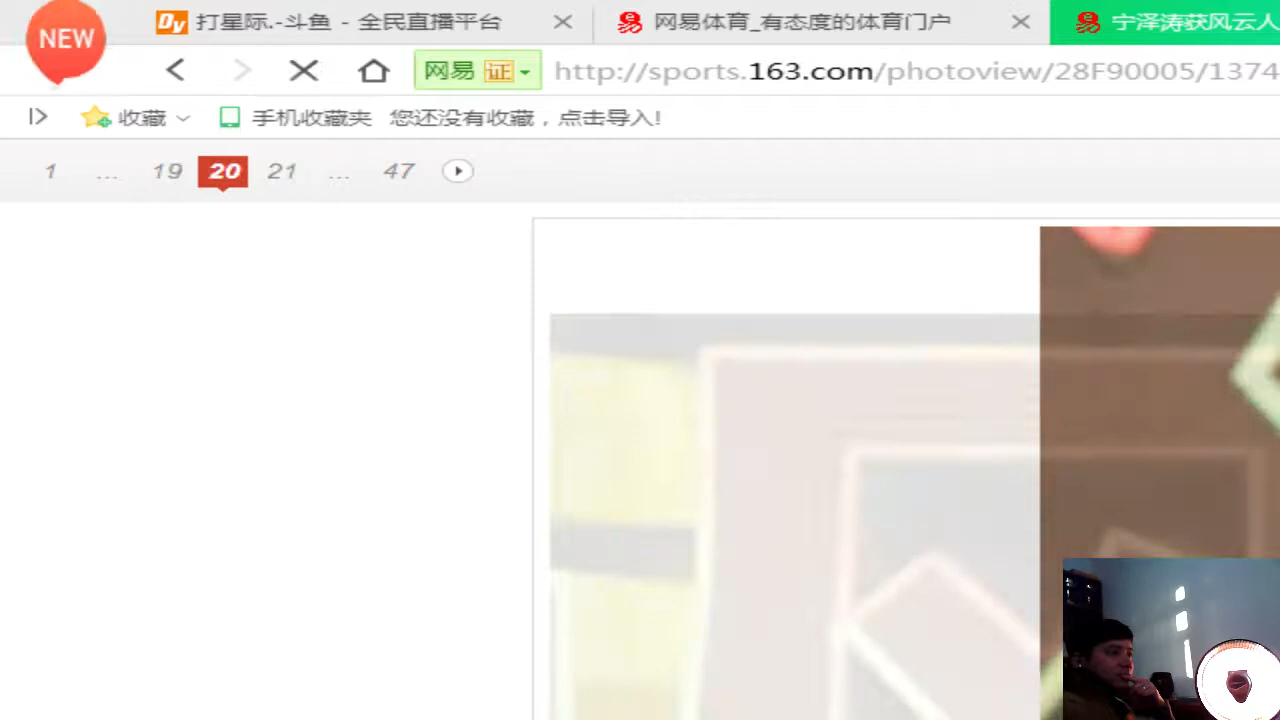 NEW
Dy 打星际.-斗鱼 - 全民直播平台
易 网易体育_有态度的体育门户
易 宁泽涛获风云人
网易 证 http://sports.163.com/photoview/28F90005/1374
收藏 手机收藏夹 您还没有收藏，点击导入!
1 ... 19 20 21 ... 47